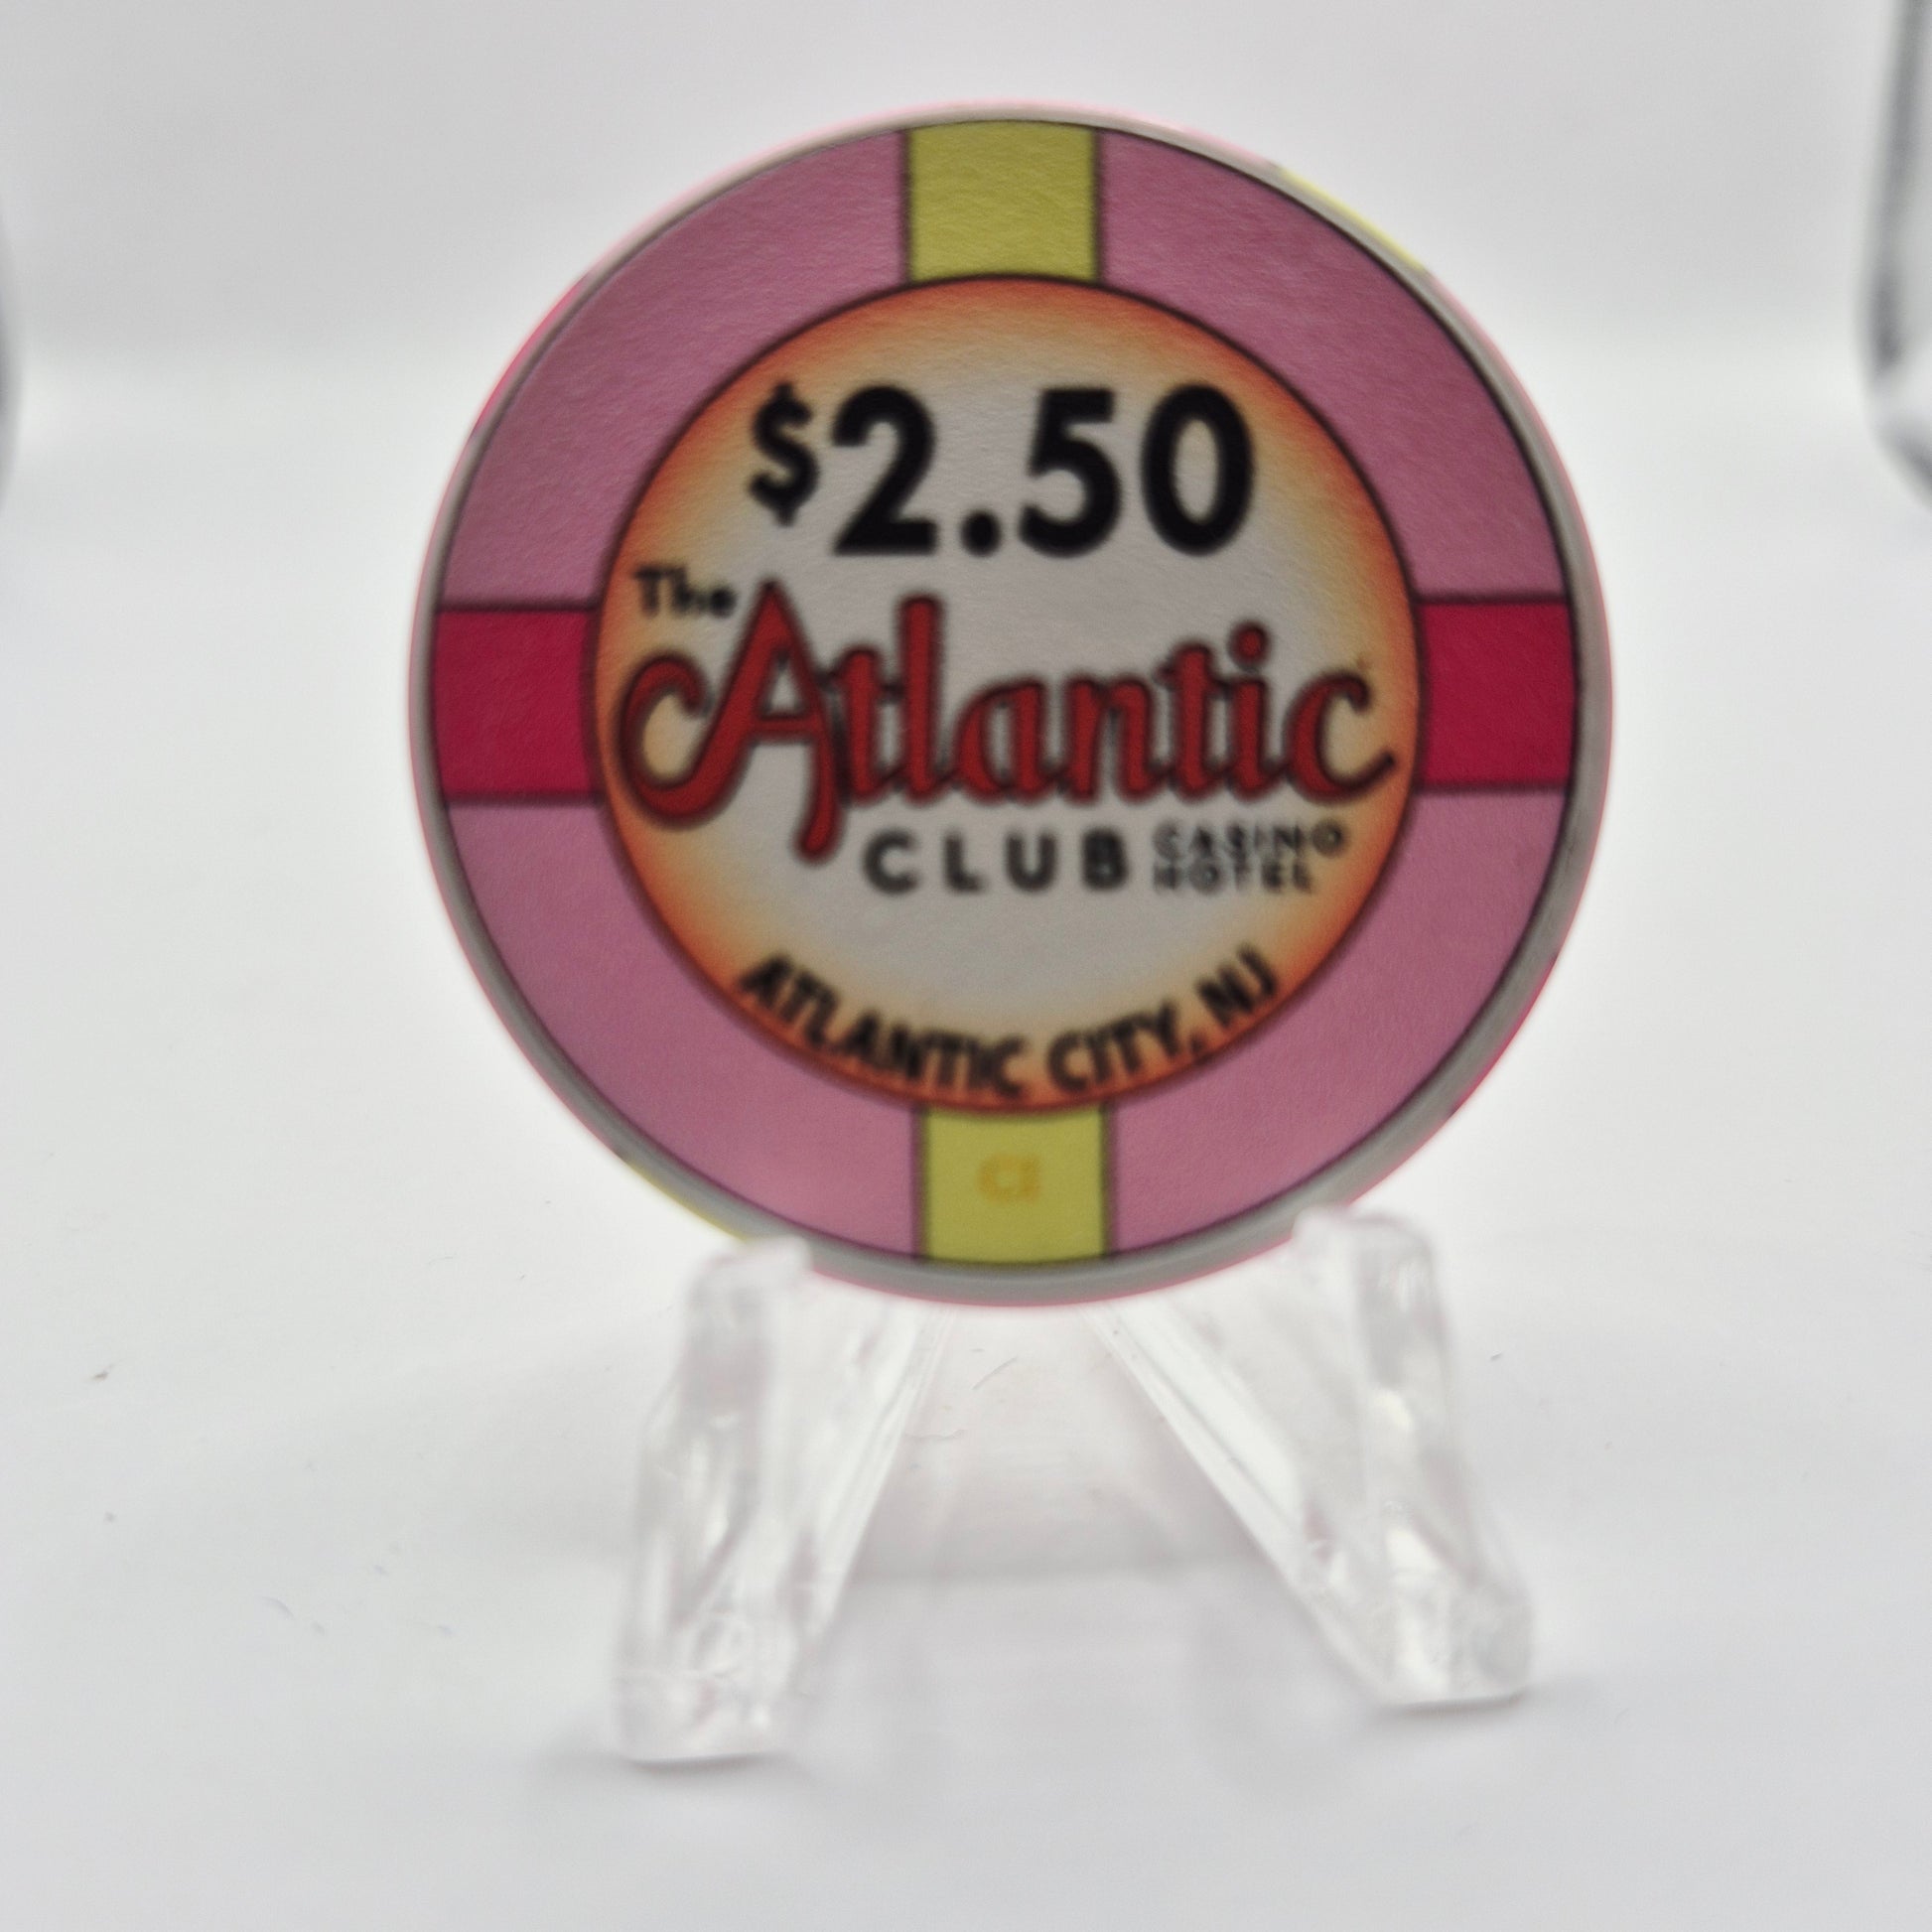 $2.50
The
Atlantic
CLUB CASINO
HOTEL
ATLANTIC CITY, NJ